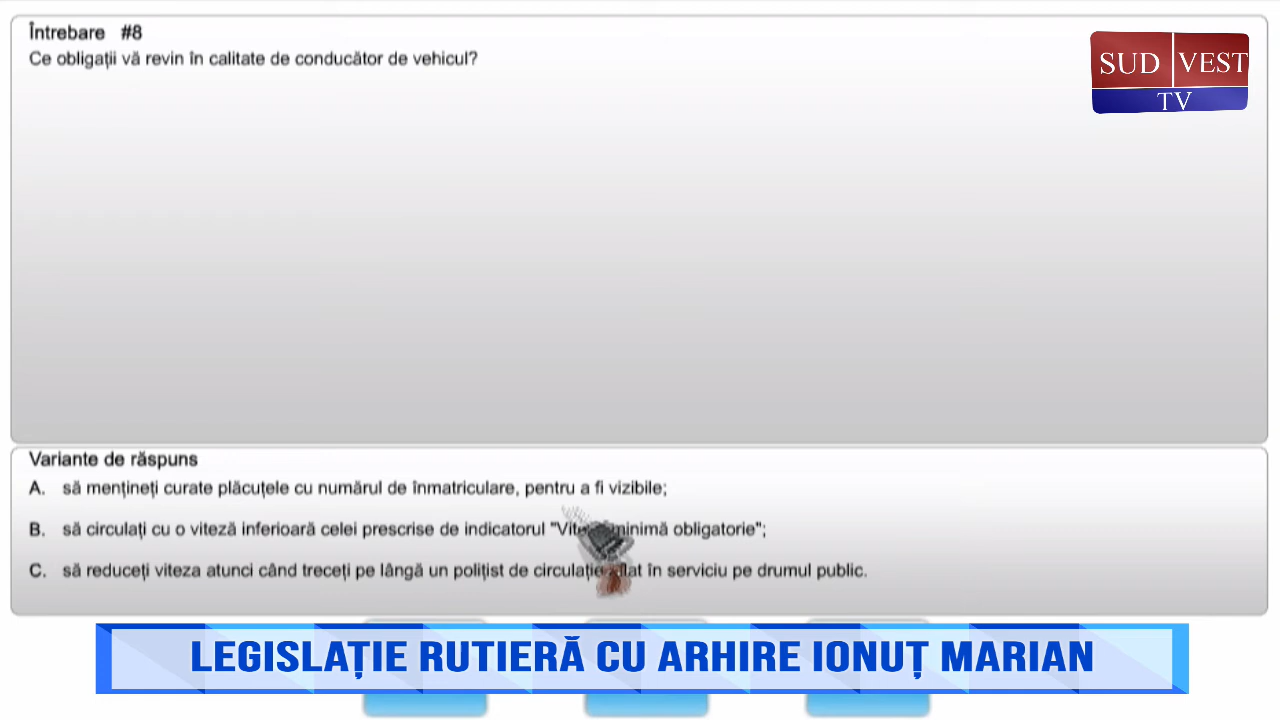 Întrebare #8
Ce obligații vă revin în calitate de conducător de vehicul?
SUD VEST
TV
Variante de răspuns
A. să mențineți curate plăcuțele cu numărul de înmatriculare, pentru a fi vizibile;
B. să circulați cu o viteză inferioară celei prescrise de indicatorul "Viteză minimă obligatorie";
C. să reduceți viteza atunci când treceți pe lângă un polițist de circulație aflat în serviciu pe drumul public.
LEGISLAȚIE RUTIERĂ CU ARHIRE IONUȚ MARIAN